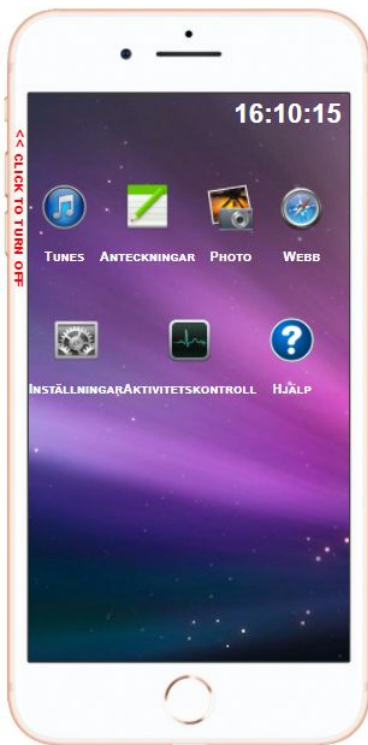 16:10:15
<< CLICK TO TURN OFF
TUNES ANTECKNINGAR PHOTO WEBB
INSTÄLLNINGAR AKTIVITETSKONTROLL HJÄLP